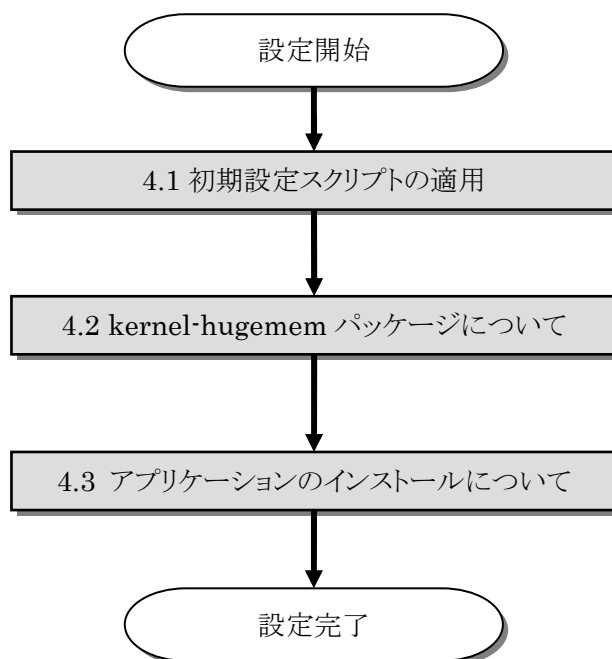 設定開始
4.1 初期設定スクリプトの適用
4.2 kernel-hugemem パッケージについて
4.3 アプリケーションのインストールについて
設定完了